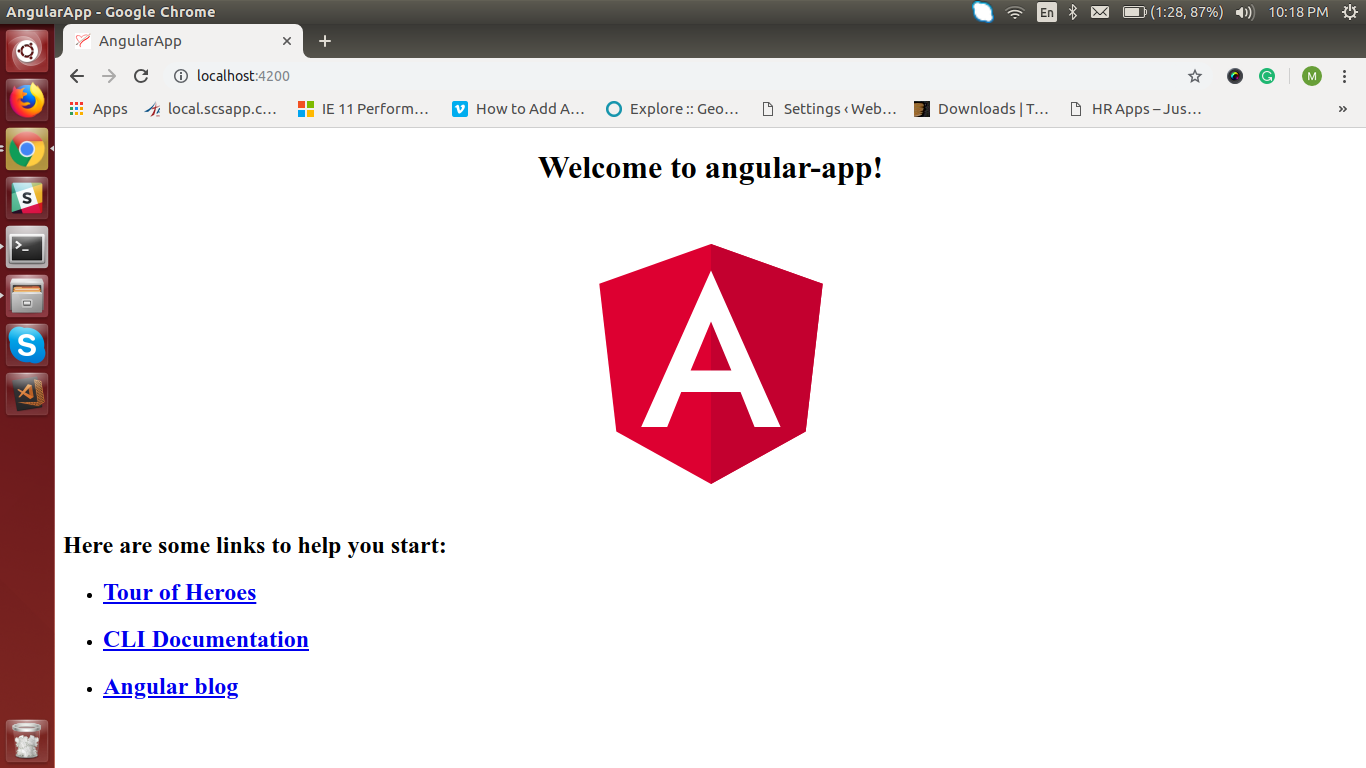 AngularApp - Google Chrome
En
(1:28, 87%)
10:18 PM
AngularApp
localhost:4200
M
Apps
local.scsapp.c…
IE 11 Perform…
How to Add A…
Explore :: Geo…
Settings ‹ Web…
Downloads | T…
HR Apps – Jus…
»
Welcome to angular-app!
A
Here are some links to help you start:
• Tour of Heroes
• CLI Documentation
• Angular blog
S
>_
S